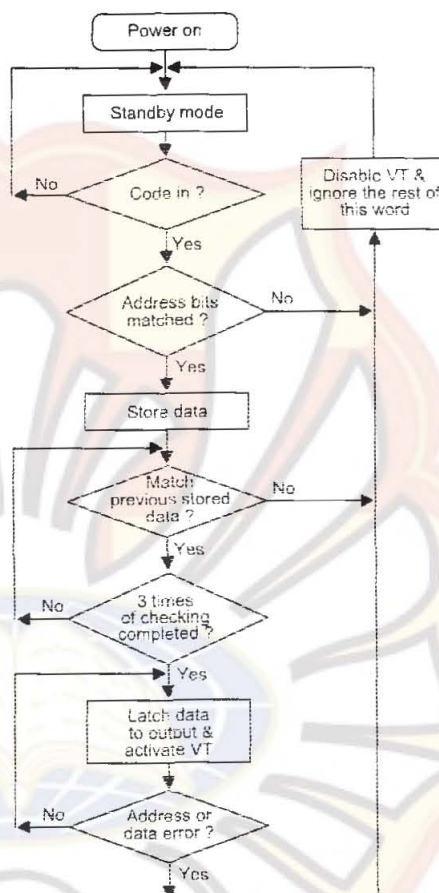 Power on
Standby mode
No
Code in ?
Disable VT &
ignore the rest of
this word
Yes
Address bits
matched ?
No
Yes
Store data
Match
previous stored
data ?
No
Yes
No
3 times
of checking
completed ?
Yes
Latch data
to output &
activate VT
No
Address or
data error ?
Yes